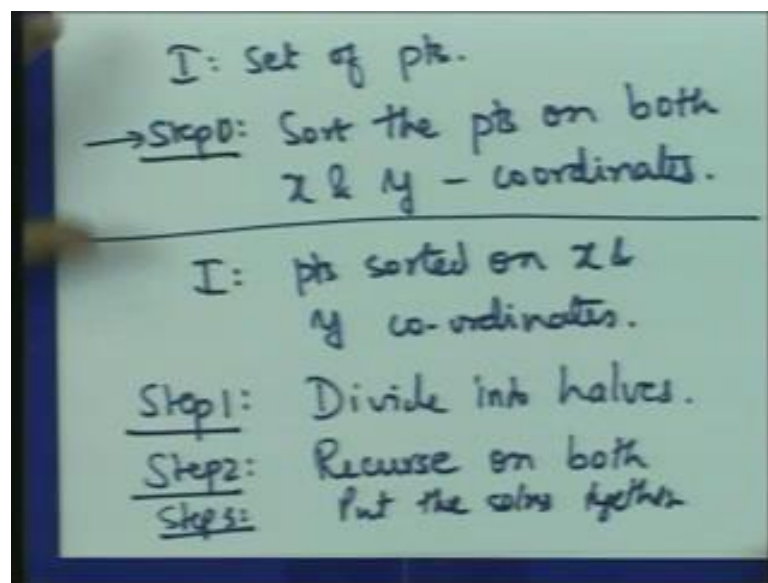 I: Set of pts.
→Step0: Sort the pts on both
x & y - coordinates.
I: pts sorted on x &
y co-ordinates.
Step1: Divide into halves.
Step2: Recurse on both
Step3: Put the solns together